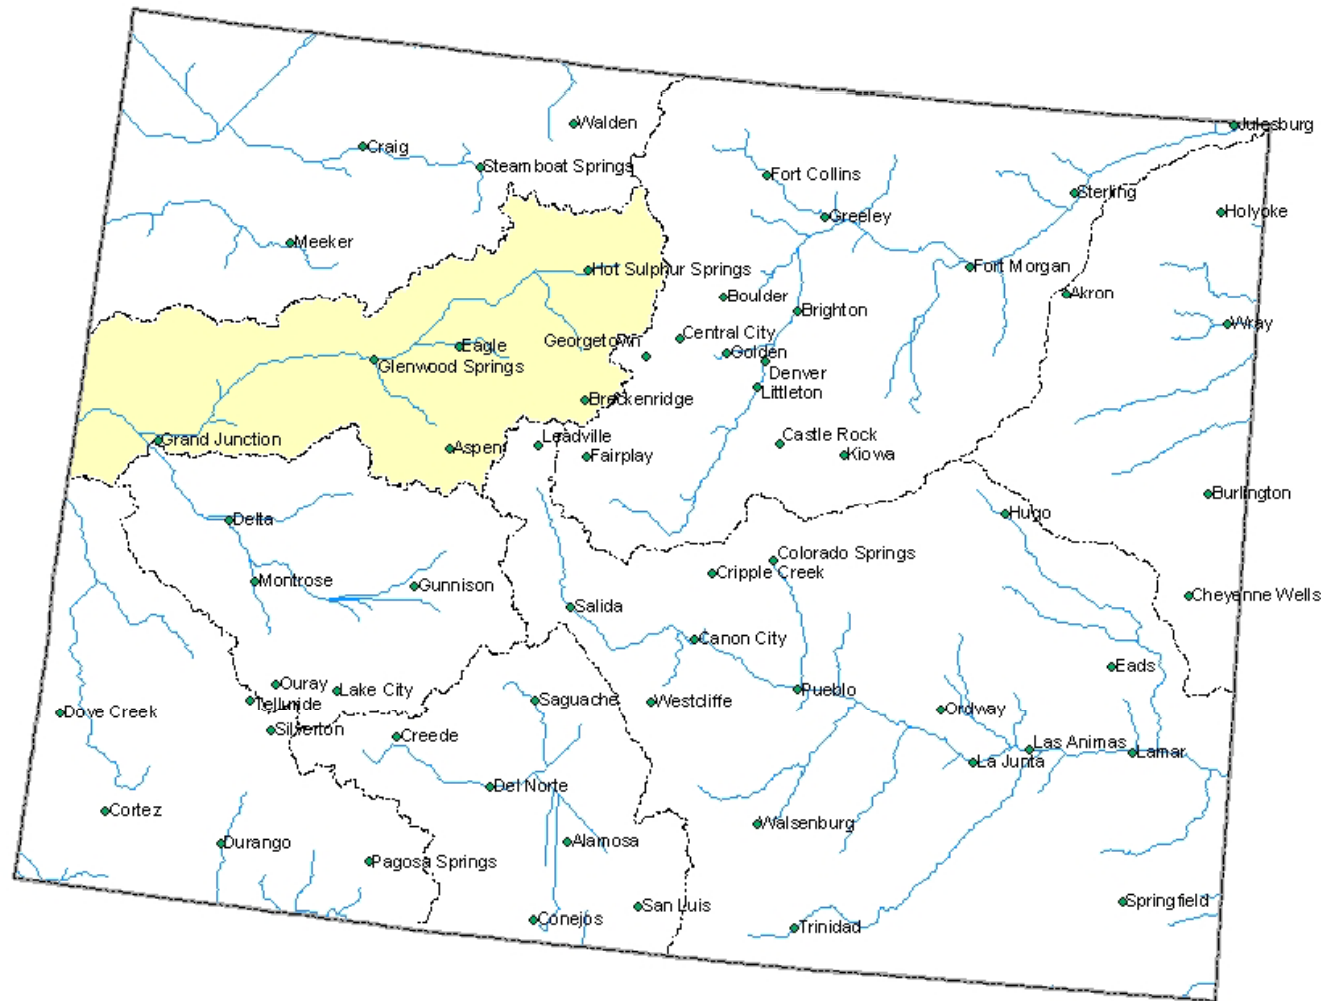 Walden
Julesburg
Craig
Steamboat Springs
Fort Collins
Sterling
Greeley
Holyoke
Meeker
Hot Sulphur Springs
Fort Morgan
Boulder
Akron
Brighton
Wray
Georgetown
Central City
Eagle
Golden
Glenwood Springs
Denver
Littleton
Breckenridge
Grand Junction
Aspen
Leadville
Fairplay
Castle Rock
Kiowa
Burlington
Delta
Hugo
Colorado Springs
Cripple Creek
Montrose
Gunnison
Cheyenne Wells
Salida
Canon City
Eads
Ouray
Lake City
Pueblo
Telluride
Saguache
Westcliffe
Dove Creek
Ordway
Silverton
Creede
Las Animas
Lamar
La Junta
Del Norte
Cortez
Walsenburg
Durango
Alamosa
Pagosa Springs
Springfield
San Luis
Conejos
Trinidad